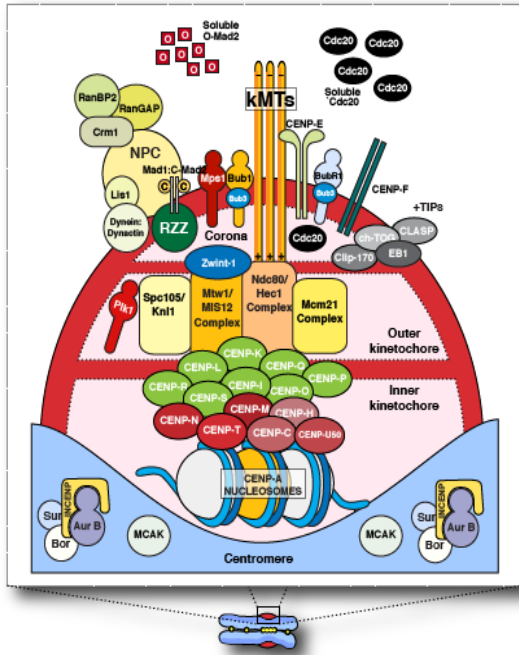 Soluble
O-Mad2
O
O
O
O
O
O
O
O
Cdc20
Cdc20
Cdc20
Cdc20
Soluble
Cdc20
kMTs
RanBP2
RanGAP
Crm1
NPC
Mad1:C-Mad2
C
C
Lis1
Dynein:
Dynactin
RZZ
Mps1
Bub1
Bub3
CENP-E
BubR1
Bub3
CENP-F
+TIPs
CLASP
ch-TOG
EB1
Clip-170
Corona
Cdc20
Zwint-1
Plk1
Spc105/
Knl1
Mtw1/
MIS12
Complex
Ndc80/
Hec1
Complex
Mcm21
Complex
Outer
kinetochore
CENP-K
CENP-L
CENP-Q
CENP-R
CENP-I
CENP-P
CENP-S
CENP-O
CENP-M
CENP-H
CENP-N
CENP-T
CENP-C
CENP-U50
Inner
kinetochore
CENP-A
NUCLEOSOMES
INCENP
Sur
Aur B
Bor
MCAK
Centromere
MCAK
INCENP
Sur
Aur B
Bor